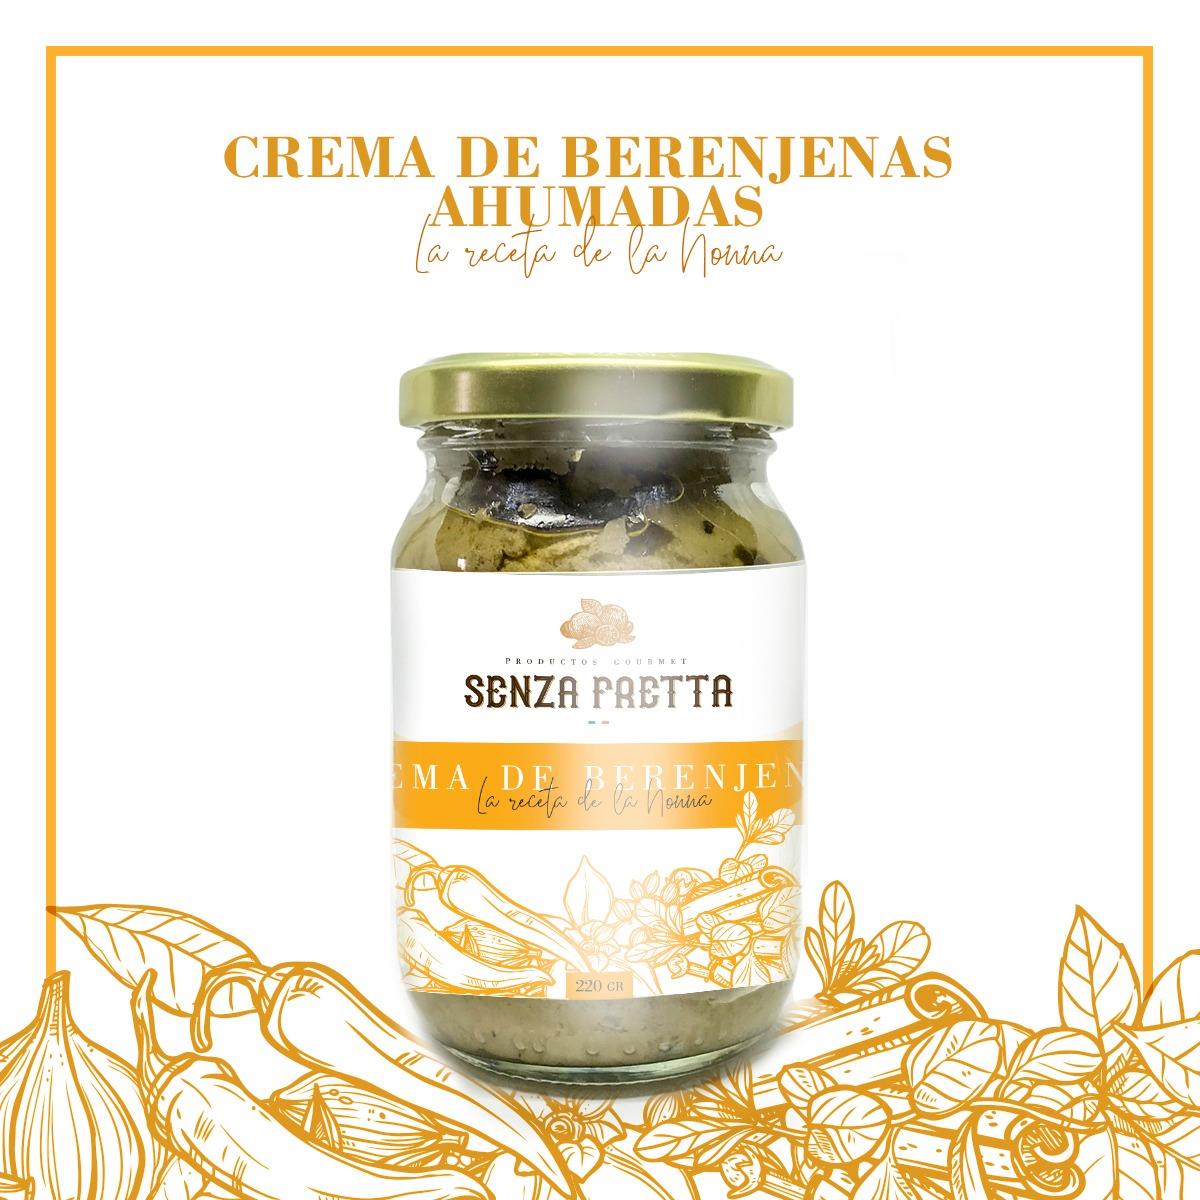 CREMA DE BERENJENAS
AHUMADAS
La receta de la Nonna
PRODUCTOS GOURMET
SENZA FRETTA
EMA DE BERENJEN
La receta de la Nonna
220 GR